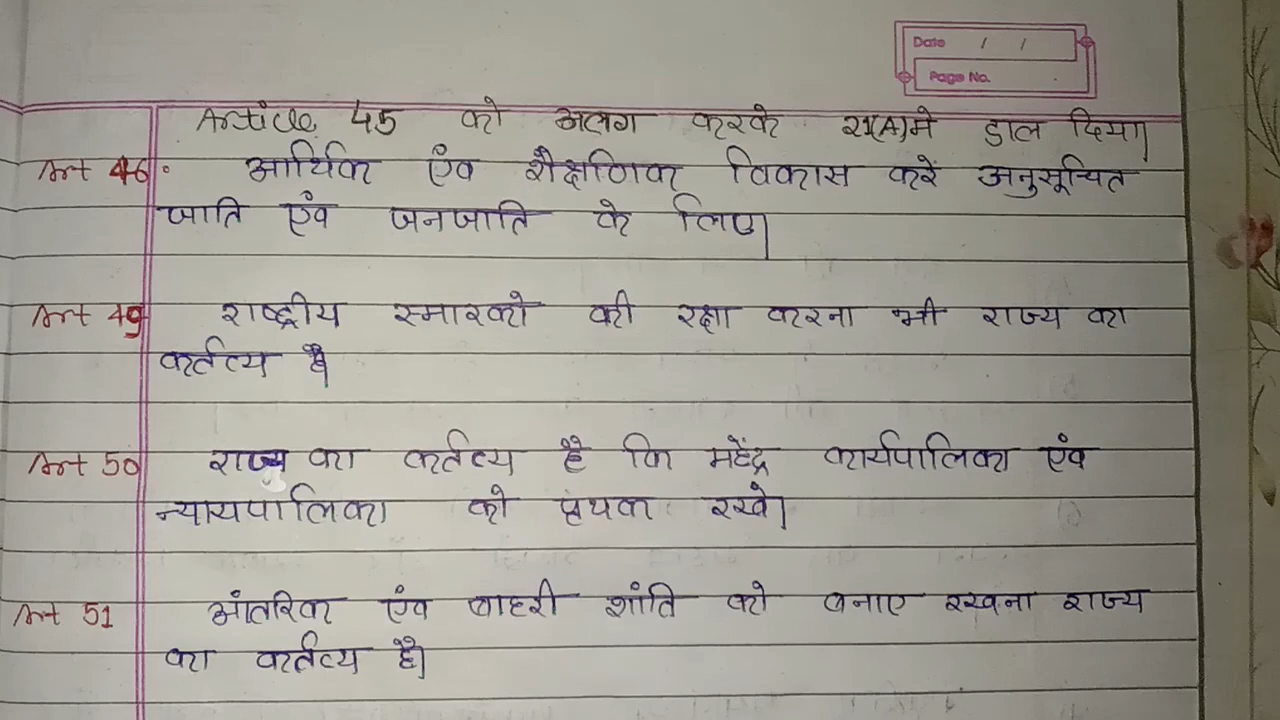 Date / /
Page No.
Article 45 को अलग करके 21(A)मे डाल दिया।
Art 46. आर्थिक एंव शैक्षणिक विकास करें अनुसूचित
जाति एंव जनजाति के लिए।
Art 49 राष्ट्रीय स्मारको की रक्षा करना भी राज्य का
कर्तव्य है।
Art 50 राज्य का कर्तव्य है कि महेंद्र कार्यपालिका एंव
न्यायपालिका को प्रथक रखे।
Art 51 आंतरिक एंव बाहरी शांति को बनाए रखना राज्य
का कर्तव्य है।